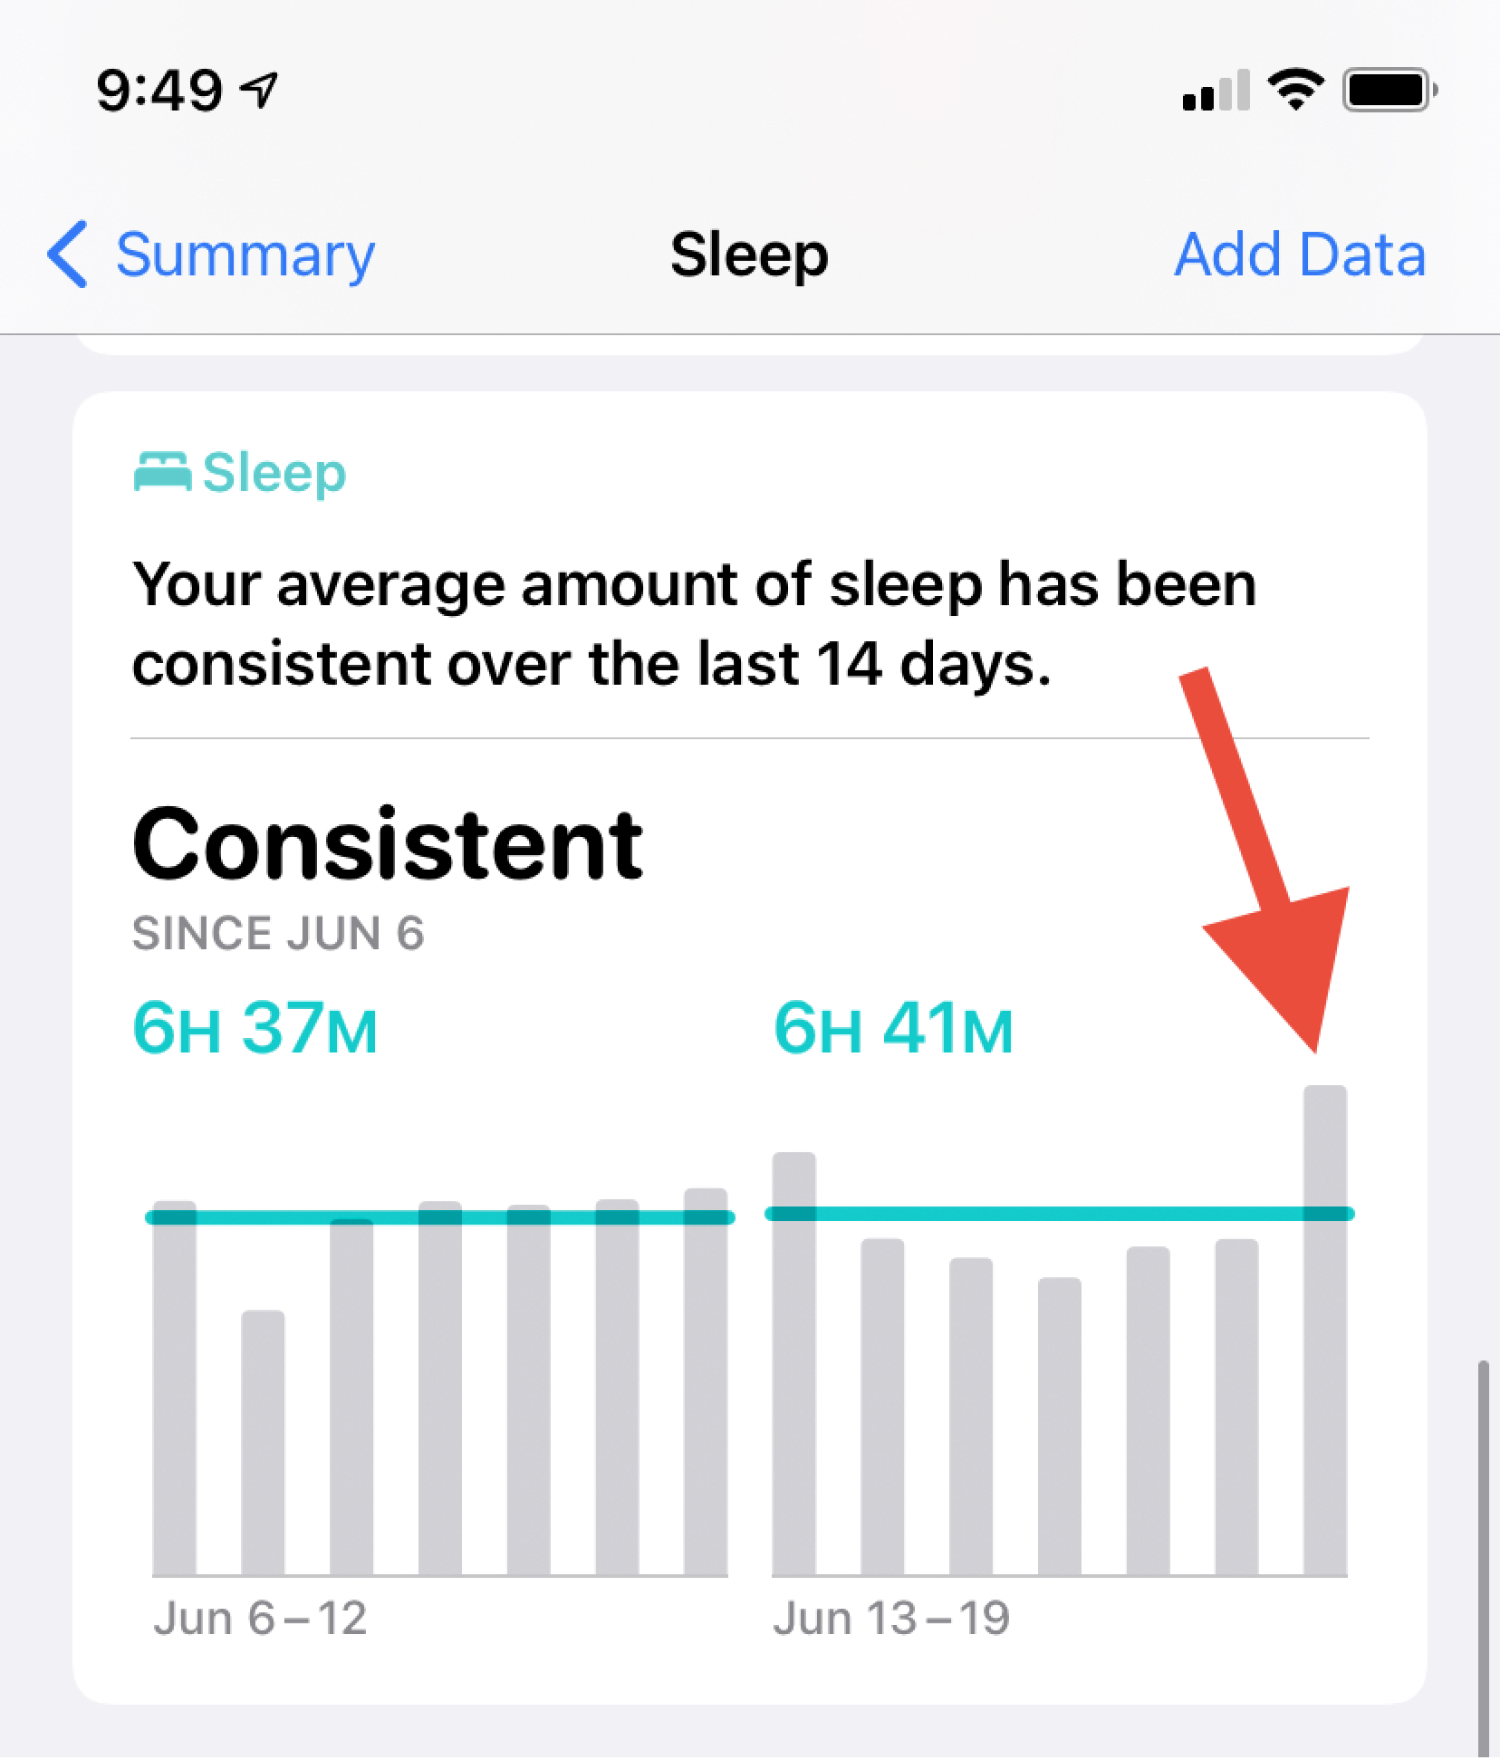 9:49
Summary
Sleep
Add Data
Sleep
Your average amount of sleep has been
consistent over the last 14 days.
Consistent
SINCE JUN 6
6H 37M
6H 41M
Jun 6–12
Jun 13–19